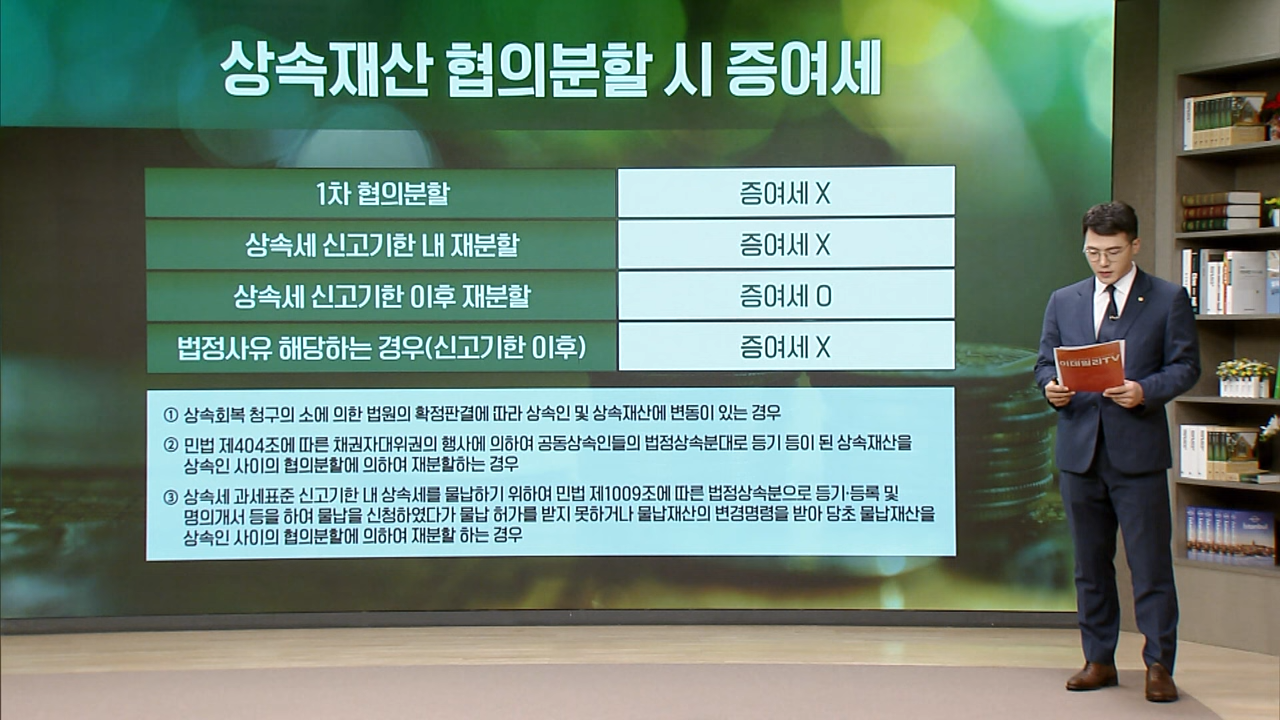 상속재산 협의분할 시 증여세
1차 협의분할 증여세 X
상속세 신고기한 내 재분할 증여세 X
상속세 신고기한 이후 재분할 증여세 O
법정사유 해당하는 경우(신고기한 이후) 증여세 X
① 상속회복 청구의 소에 의한 법원의 확정판결에 따라 상속인 및 상속재산에 변동이 있는 경우
② 민법 제404조에 따른 채권자대위권의 행사에 의하여 공동상속인들의 법정상속분대로 등기 등이 된 상속재산을
상속인 사이의 협의분할에 의하여 재분할하는 경우
③ 상속세 과세표준 신고기한 내 상속세를 물납하기 위하여 민법 제1009조에 따른 법정상속분으로 등기·등록 및
명의개서 등을 하여 물납을 신청하였다가 물납 허가를 받지 못하거나 물납재산의 변경명령을 받아 당초 물납재산을
상속인 사이의 협의분할에 의하여 재분할 하는 경우
이데일리TV